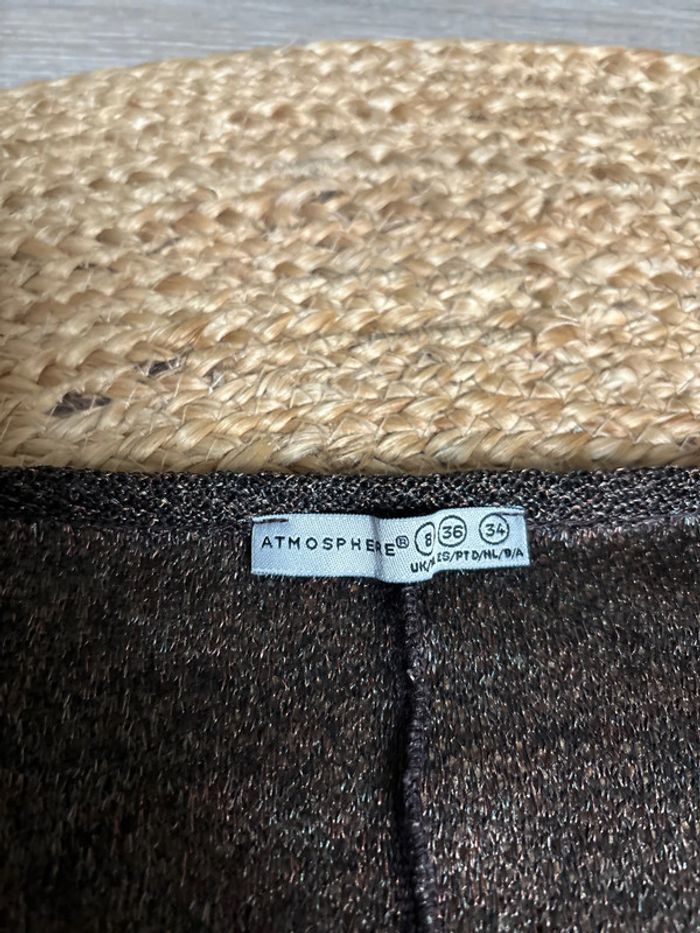 ATMOSPHERE® 8 36 34
UK/ ES/PT D/NL/B/A